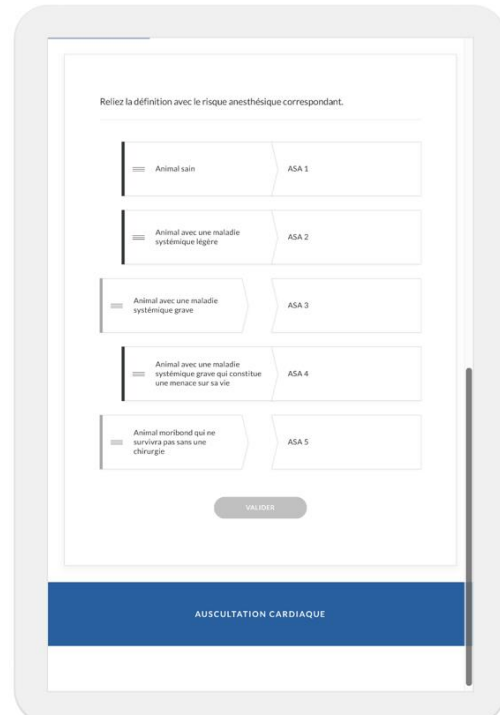 Reliez la définition avec le risque anesthésique correspondant.
Animal sain
ASA 1
Animal avec une maladie
systémique légère
ASA 2
Animal avec une maladie
systémique grave
ASA 3
Animal avec une maladie
systémique grave qui constitue
une menace sur sa vie
ASA 4
Animal moribond qui ne
survivra pas sans une
chirurgie
ASA 5
VALIDER
AUSCULTATION CARDIAQUE